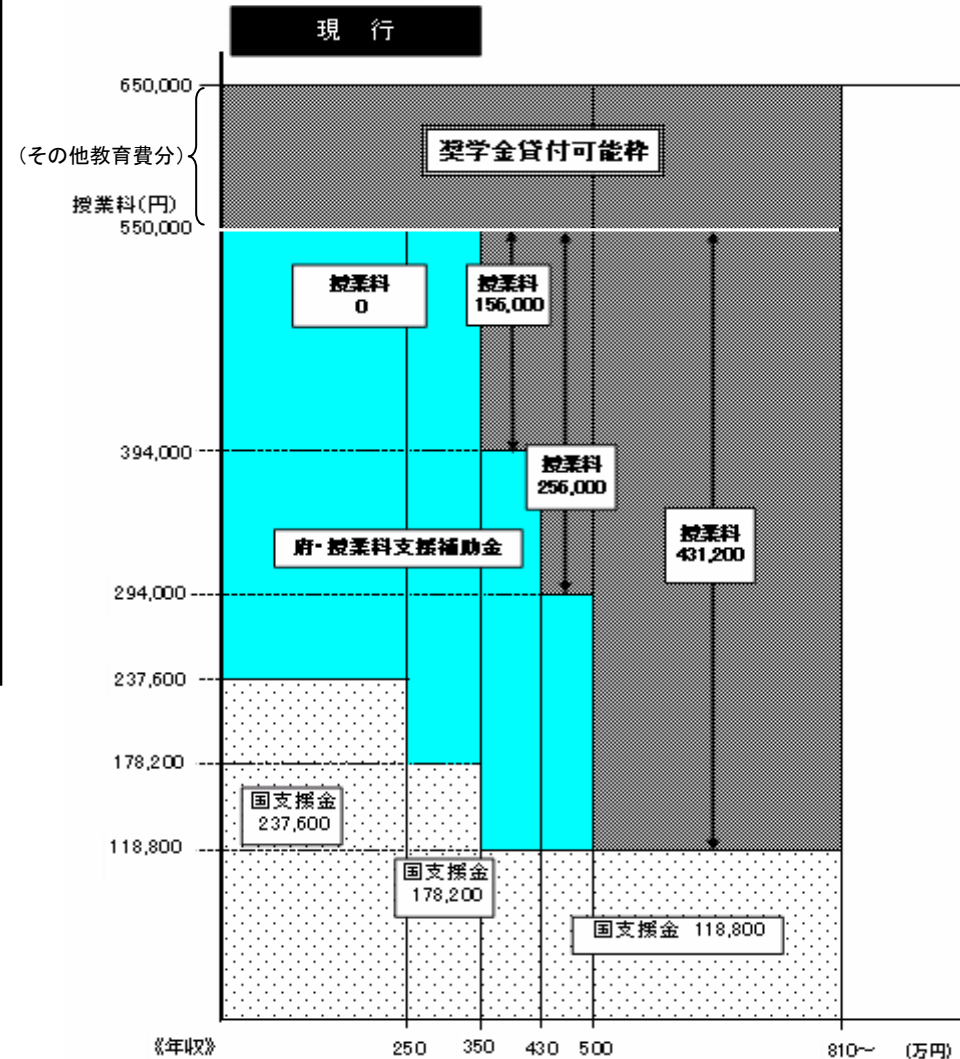 現 行
650,000
(その他教育費分)
奨学金貸付可能枠
授業料(円)
550,000
授業料
0
授業料
156,000
394,000
授業料
256,000
授業料
431,200
府・授業料支援補助金
294,000
237,600
178,200
国支援金
237,600
118,800
国支援金
178,200
国支援金 118,800
《年収》 250 350 430 500 810～ (万円)